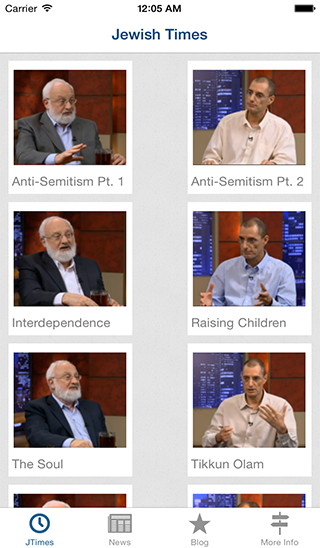 Carrier 12:05 AM
Jewish Times
Anti-Semitism Pt. 1 Anti-Semitism Pt. 2
Interdependence Raising Children
The Soul Tikkun Olam
JTimes News Blog More Info